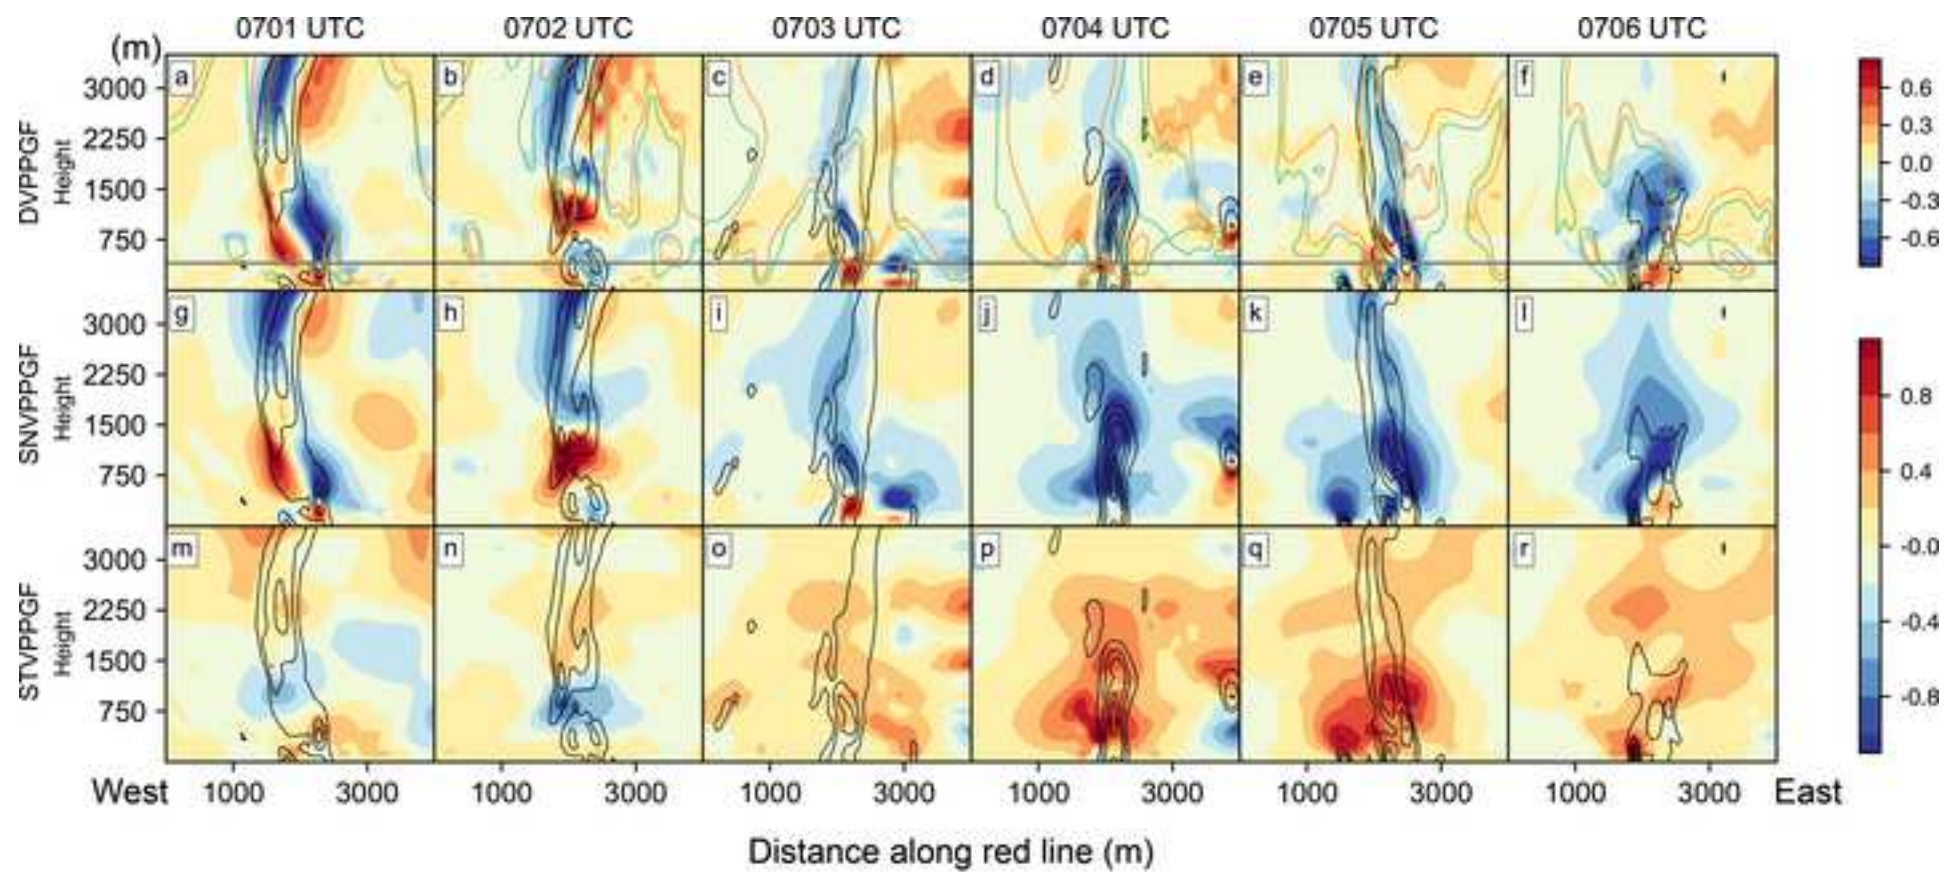 0701 UTC 0702 UTC 0703 UTC 0704 UTC 0705 UTC 0706 UTC
(m)
a b c d e f
DVPPGF
Height
3000
2250
1500
750
0.6
0.3
0.0
-0.3
-0.6
g h i j k l
SNVPPGF
Height
3000
2250
1500
750
0.8
0.4
-0.0
-0.4
-0.8
m n o p q r
STVPPGF
Height
3000
2250
1500
750
West 1000 3000 1000 3000 1000 3000 1000 3000 1000 3000 1000 3000 East
Distance along red line (m)